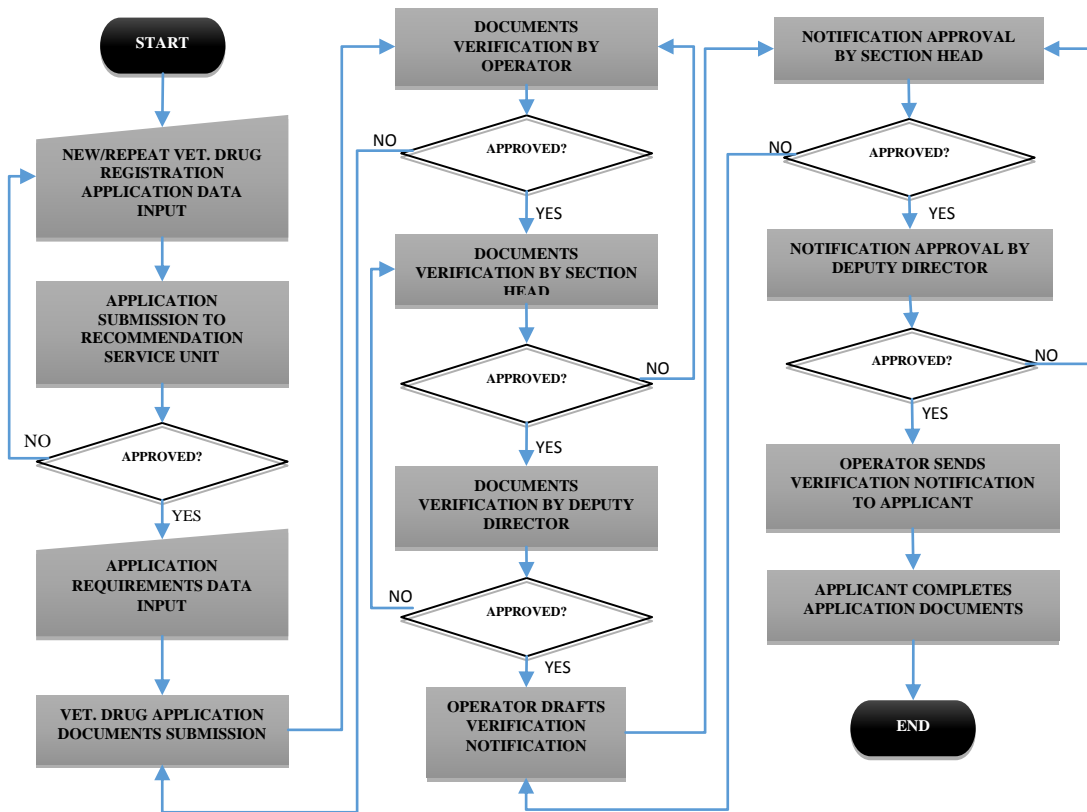 START
NEW/REPEAT VET. DRUG
REGISTRATION
APPLICATION DATA
INPUT
APPLICATION
SUBMISSION TO
RECOMMENDATION
SERVICE UNIT
NO
APPROVED?
YES
APPLICATION
REQUIREMENTS DATA
INPUT
VET. DRUG APPLICATION
DOCUMENTS SUBMISSION
DOCUMENTS
VERIFICATION BY
OPERATOR
NO
APPROVED?
YES
DOCUMENTS
VERIFICATION BY SECTION
HEAD
APPROVED?
NO
YES
DOCUMENTS
VERIFICATION BY DEPUTY
DIRECTOR
NO
APPROVED?
YES
OPERATOR DRAFTS
VERIFICATION
NOTIFICATION
NOTIFICATION APPROVAL
BY SECTION HEAD
NO
APPROVED?
YES
NOTIFICATION APPROVAL BY
DEPUTY DIRECTOR
APPROVED?
NO
YES
OPERATOR SENDS
VERIFICATION NOTIFICATION
TO APPLICANT
APPLICANT COMPLETES
APPLICATION DOCUMENTS
END